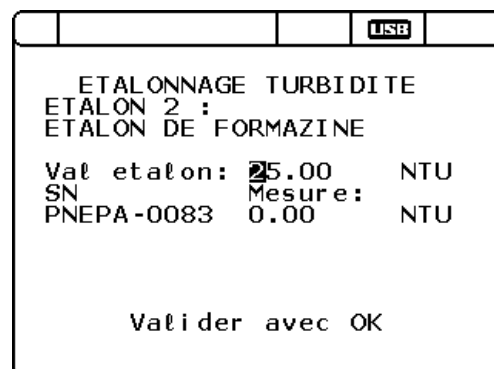 USB
ETALONNAGE TURBIDITE
ETALON 2 :
ETALON DE FORMAZINE
Val etalon: 25.00 NTU
SN Mesure:
PNEPA-0083 0.00 NTU
Valider avec OK